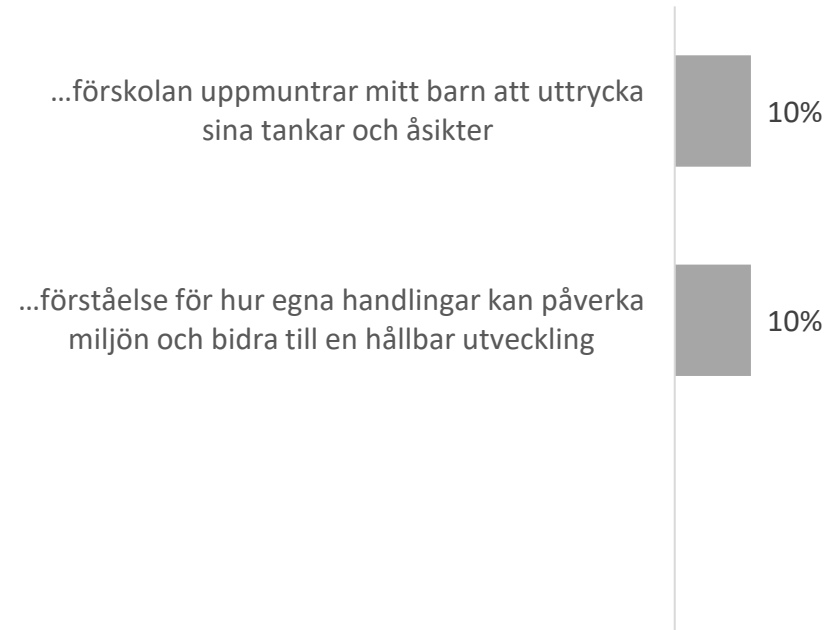 …förskolan uppmuntrar mitt barn att uttrycka
sina tankar och åsikter
10%
…förståelse för hur egna handlingar kan påverka
miljön och bidra till en hållbar utveckling
10%